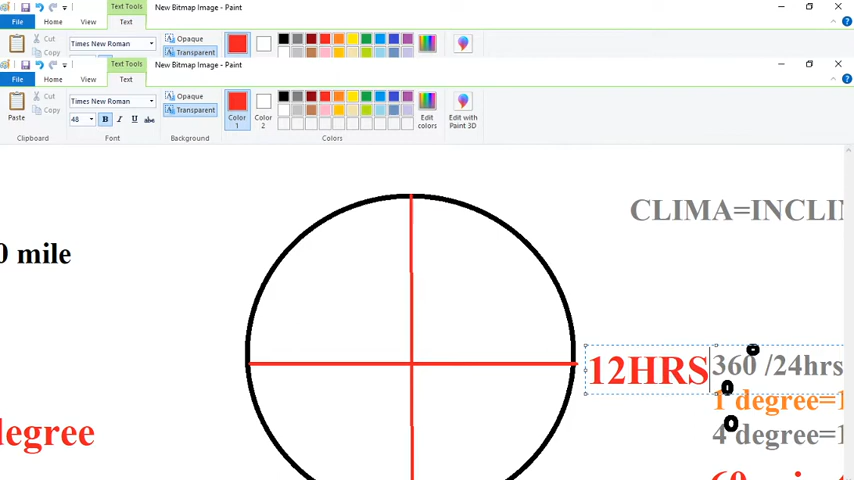 Text Tools
New Bitmap Image - Paint
File Home View Text
Cut
Copy
Times New Roman
Opaque
Transparent
Text Tools
New Bitmap Image - Paint
File Home View Text
Paste
Cut
Copy
Times New Roman
48 B I U abc
Opaque
Transparent
Color 1
Color 2
Edit colors
Edit with Paint 3D
Clipboard Font Background Colors
CLIMA=INCLIN
0 mile
12HRS
360 /24hrs
1 degree=1
4 degree=1
degree